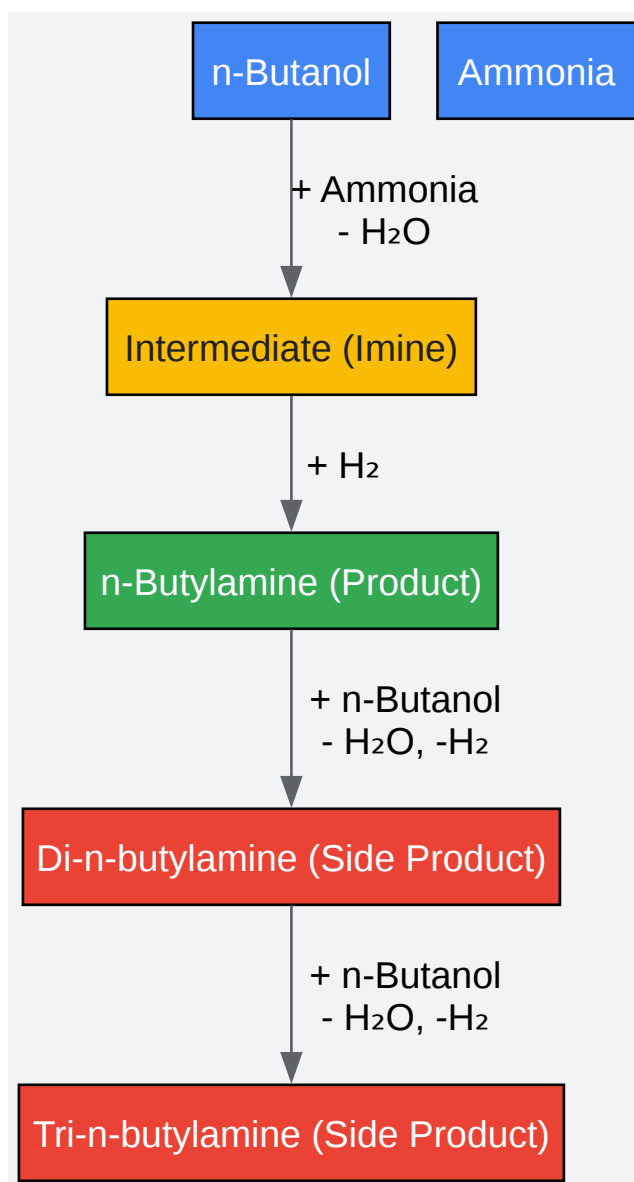 n-Butanol
Ammonia
+ Ammonia
- H₂O
Intermediate (Imine)
+ H₂
n-Butylamine (Product)
+ n-Butanol
- H₂O, -H₂
Di-n-butylamine (Side Product)
+ n-Butanol
- H₂O, -H₂
Tri-n-butylamine (Side Product)